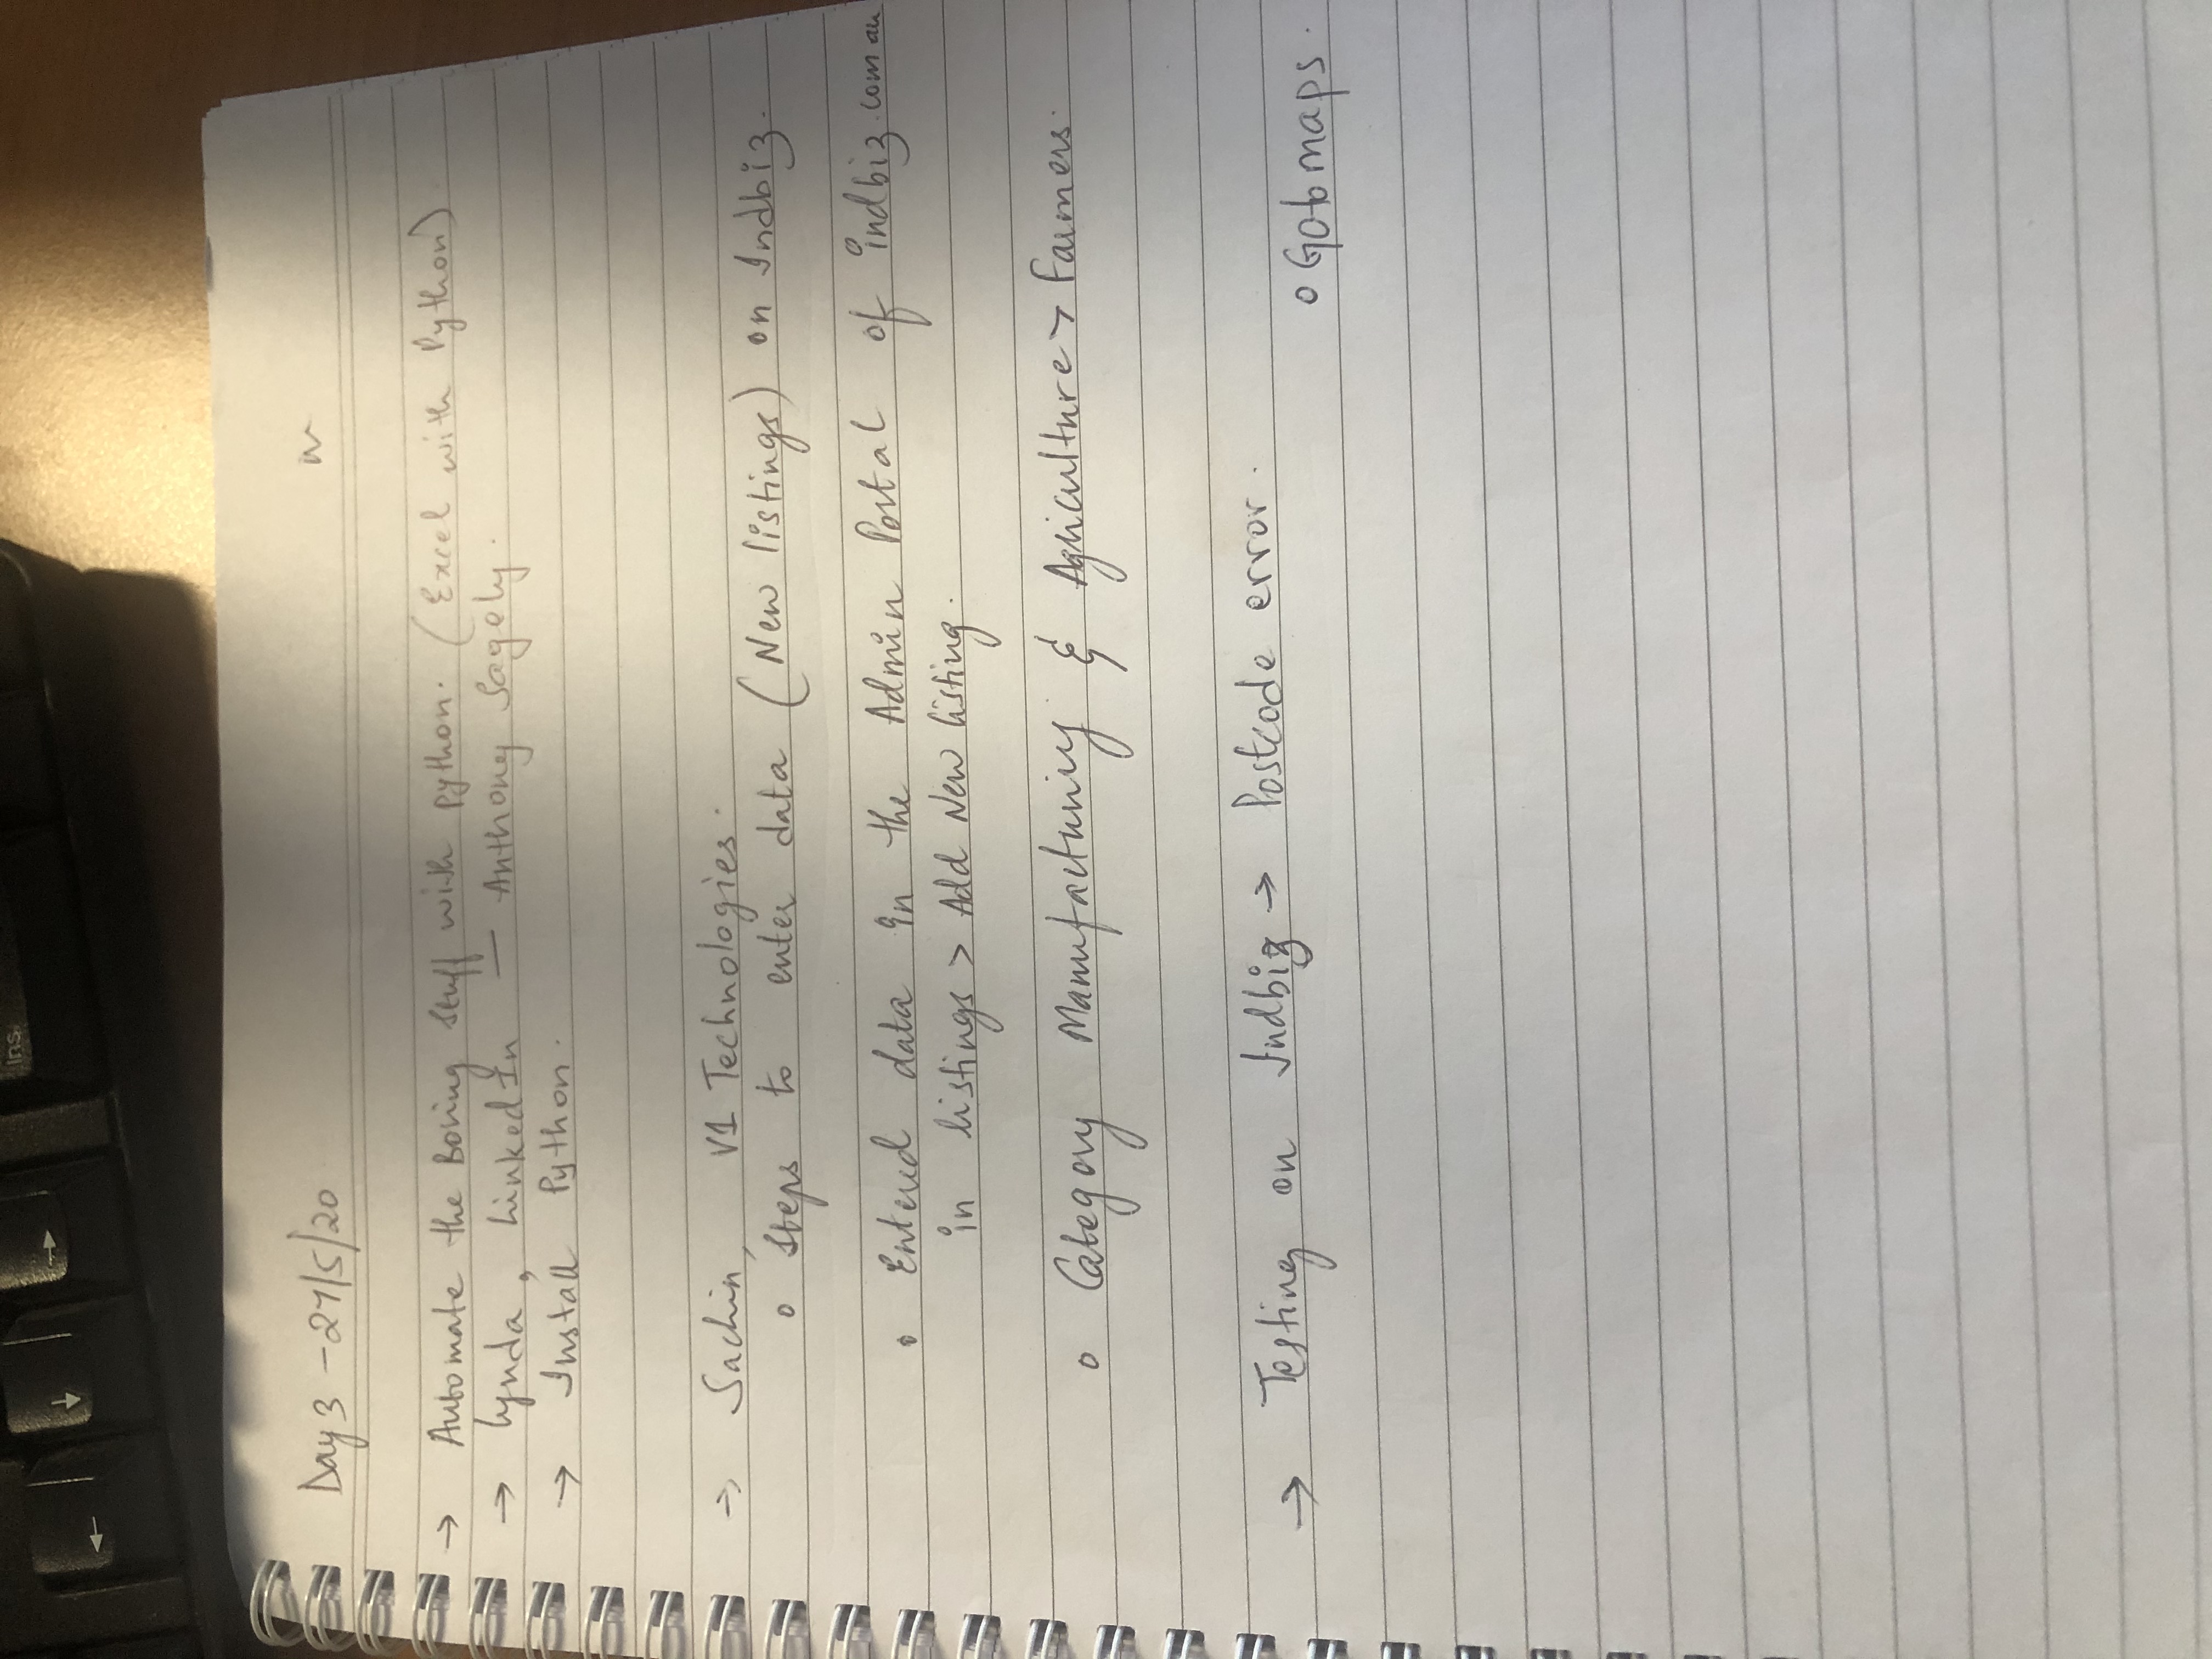 Ins
← ↓ →
Day 3 - 27/5/20
→ Automate the Boring Stuff with python. (Excel with Python)
→ Lynda, LinkedIn — Anthony Sagely.
→ Install Python.
→ Sachin, V1 Technologies.
o Steps to enter data (New listings) on Indbiz.
o Entered data in the Admin Portal of indbiz.com au
in listings > Add New listing.
o Category Manufacturing & Agriculture > Farmers.
→ Testing on Indbiz → Postcode error.
o Goto maps.